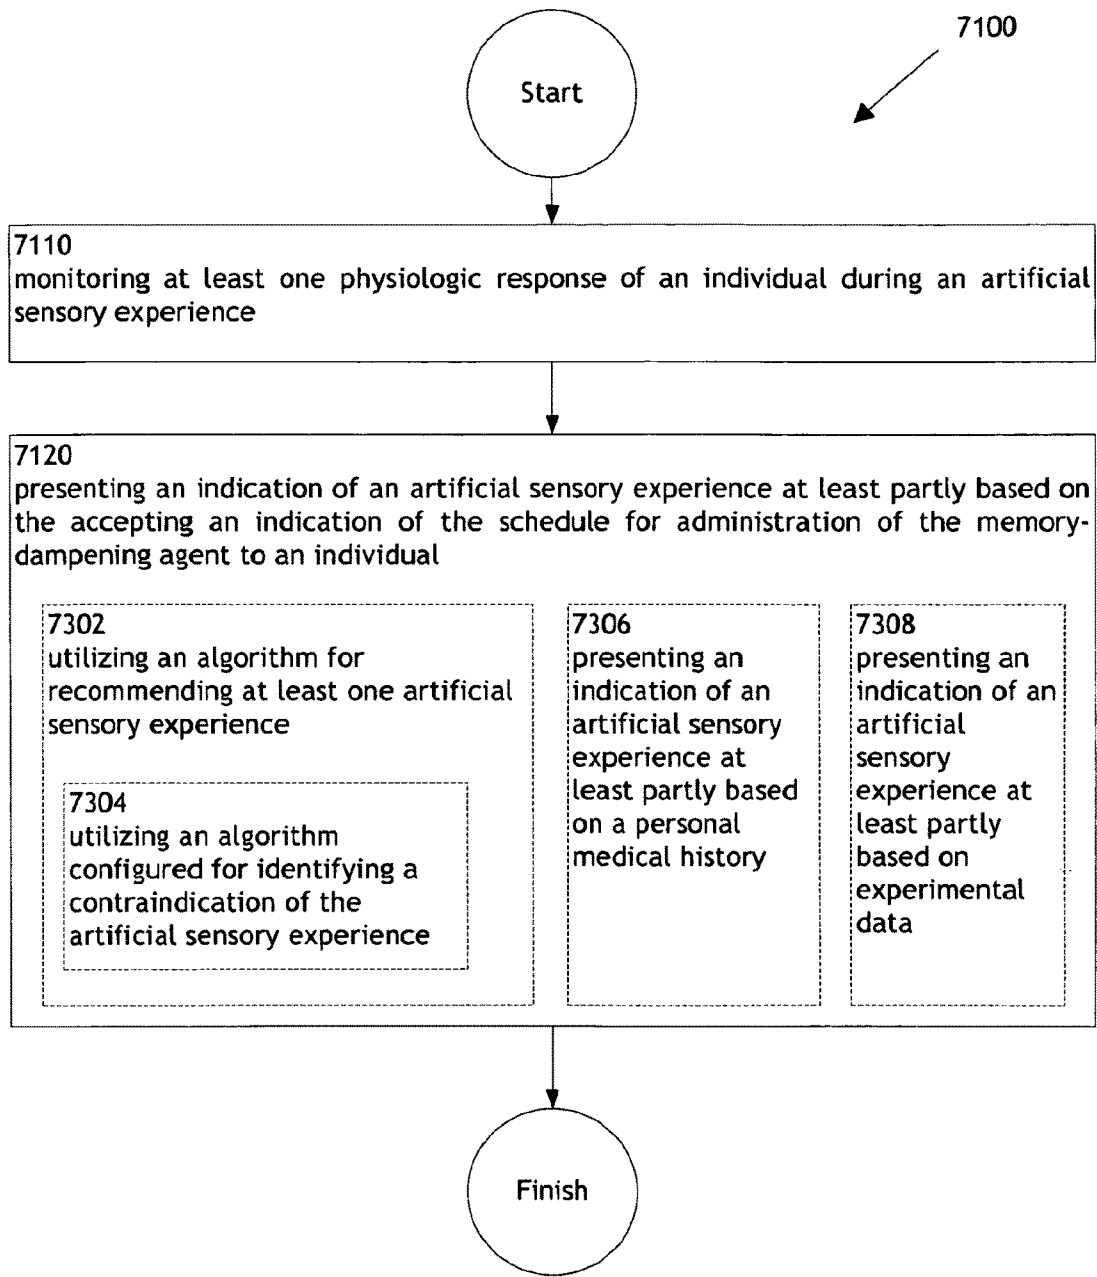 7100
Start
7110
monitoring at least one physiologic response of an individual during an artificial
sensory experience
7120
presenting an indication of an artificial sensory experience at least partly based on
the accepting an indication of the schedule for administration of the memory-
dampening agent to an individual
7302
utilizing an algorithm for
recommending at least one artificial
sensory experience
7304
utilizing an algorithm
configured for identifying a
contraindication of the
artificial sensory experience
7306
presenting an
indication of an
artificial sensory
experience at
least partly based
on a personal
medical history
7308
presenting an
indication of an
artificial
sensory
experience at
least partly
based on
experimental
data
Finish